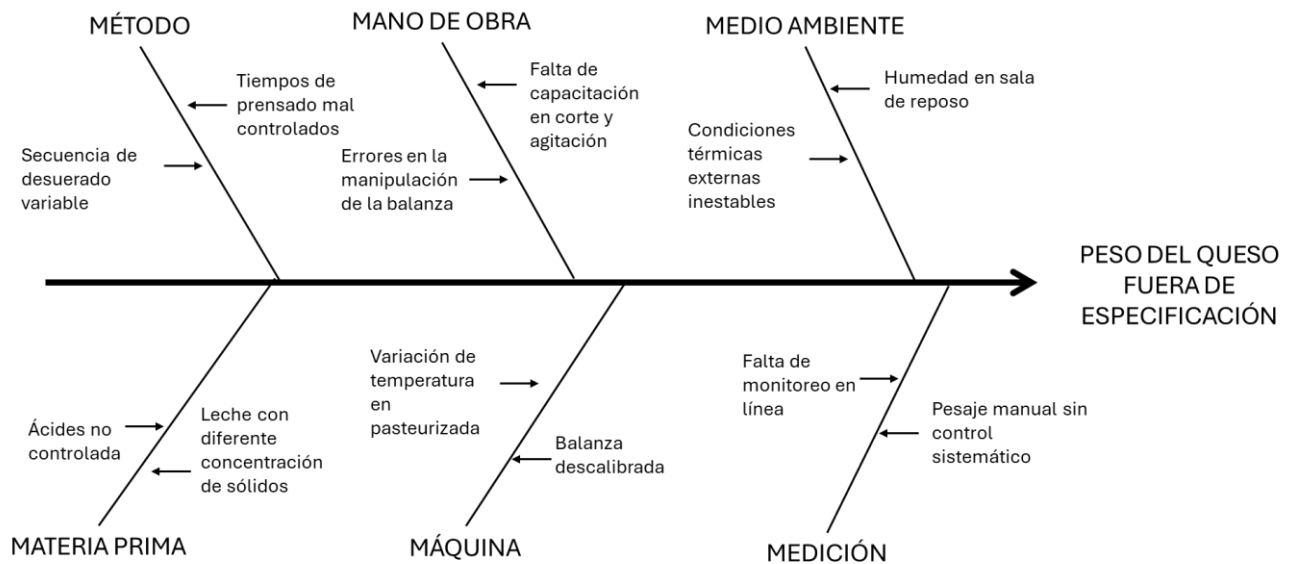 MÉTODO
MANO DE OBRA
MEDIO AMBIENTE
Tiempos de
prensado mal
controlados
Secuencia de
desuerado
variable
Falta de
capacitación
en corte y
agitación
Errores en la
manipulación
de la balanza
Humedad en sala
de reposo
Condiciones
térmicas
externas
inestables
PESO DEL QUESO
FUERA DE
ESPECIFICACIÓN
Ácides no
controlada
Leche con
diferente
concentración
de sólidos
Variación de
temperatura
en
pasteurizada
Balanza
descalibrada
Falta de
monitoreo en
línea
Pesaje manual sin
control
sistemático
MATERIA PRIMA
MÁQUINA
MEDICIÓN